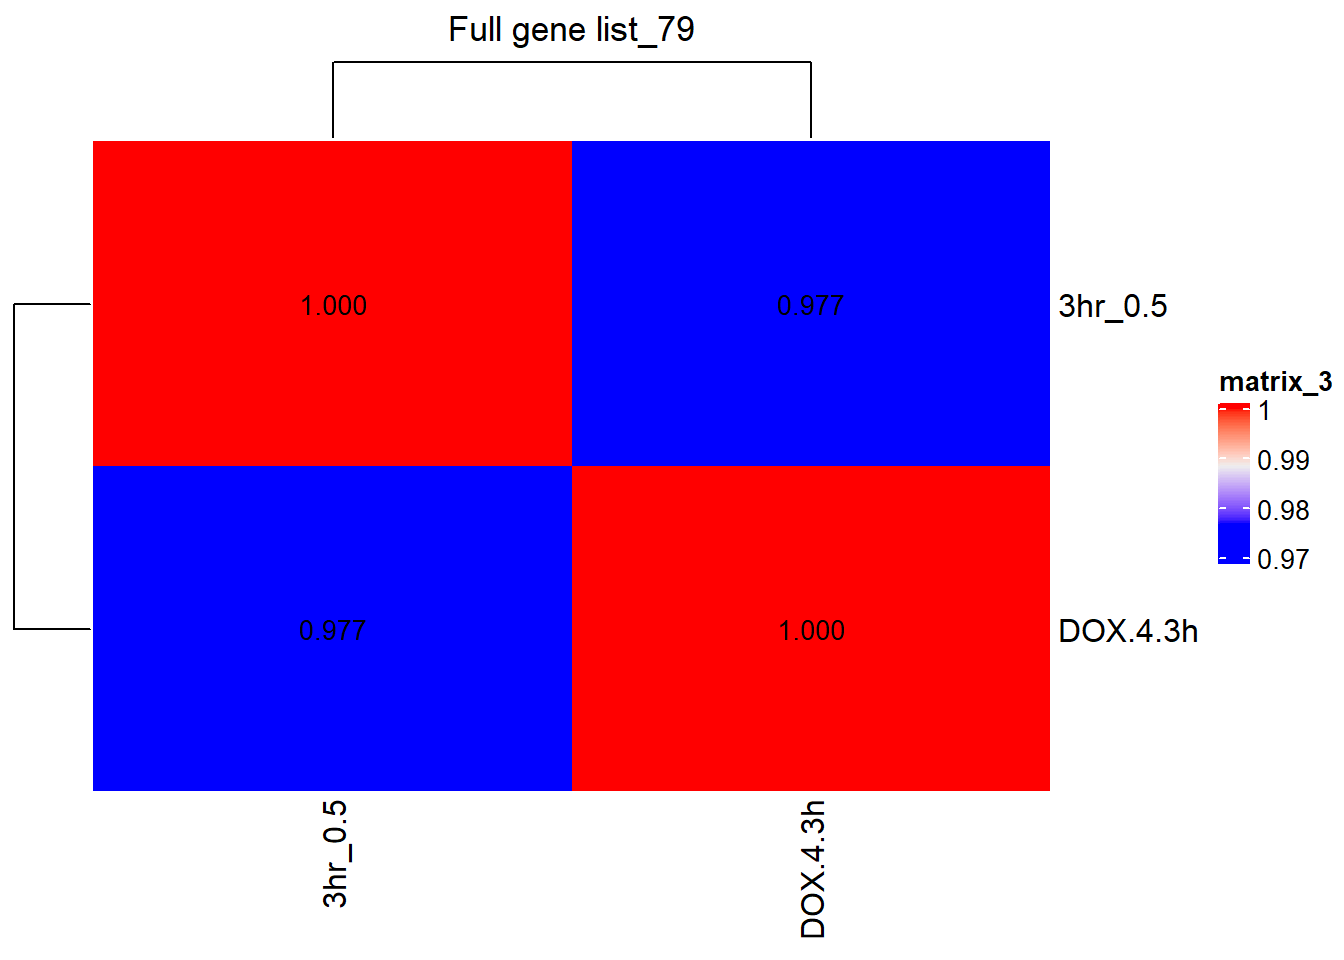 Full gene list_79
1.000
0.977
3hr_0.5
0.977
1.000
DOX.4.3h
3hr_0.5
DOX.4.3h
matrix_3
1
0.99
0.98
0.97